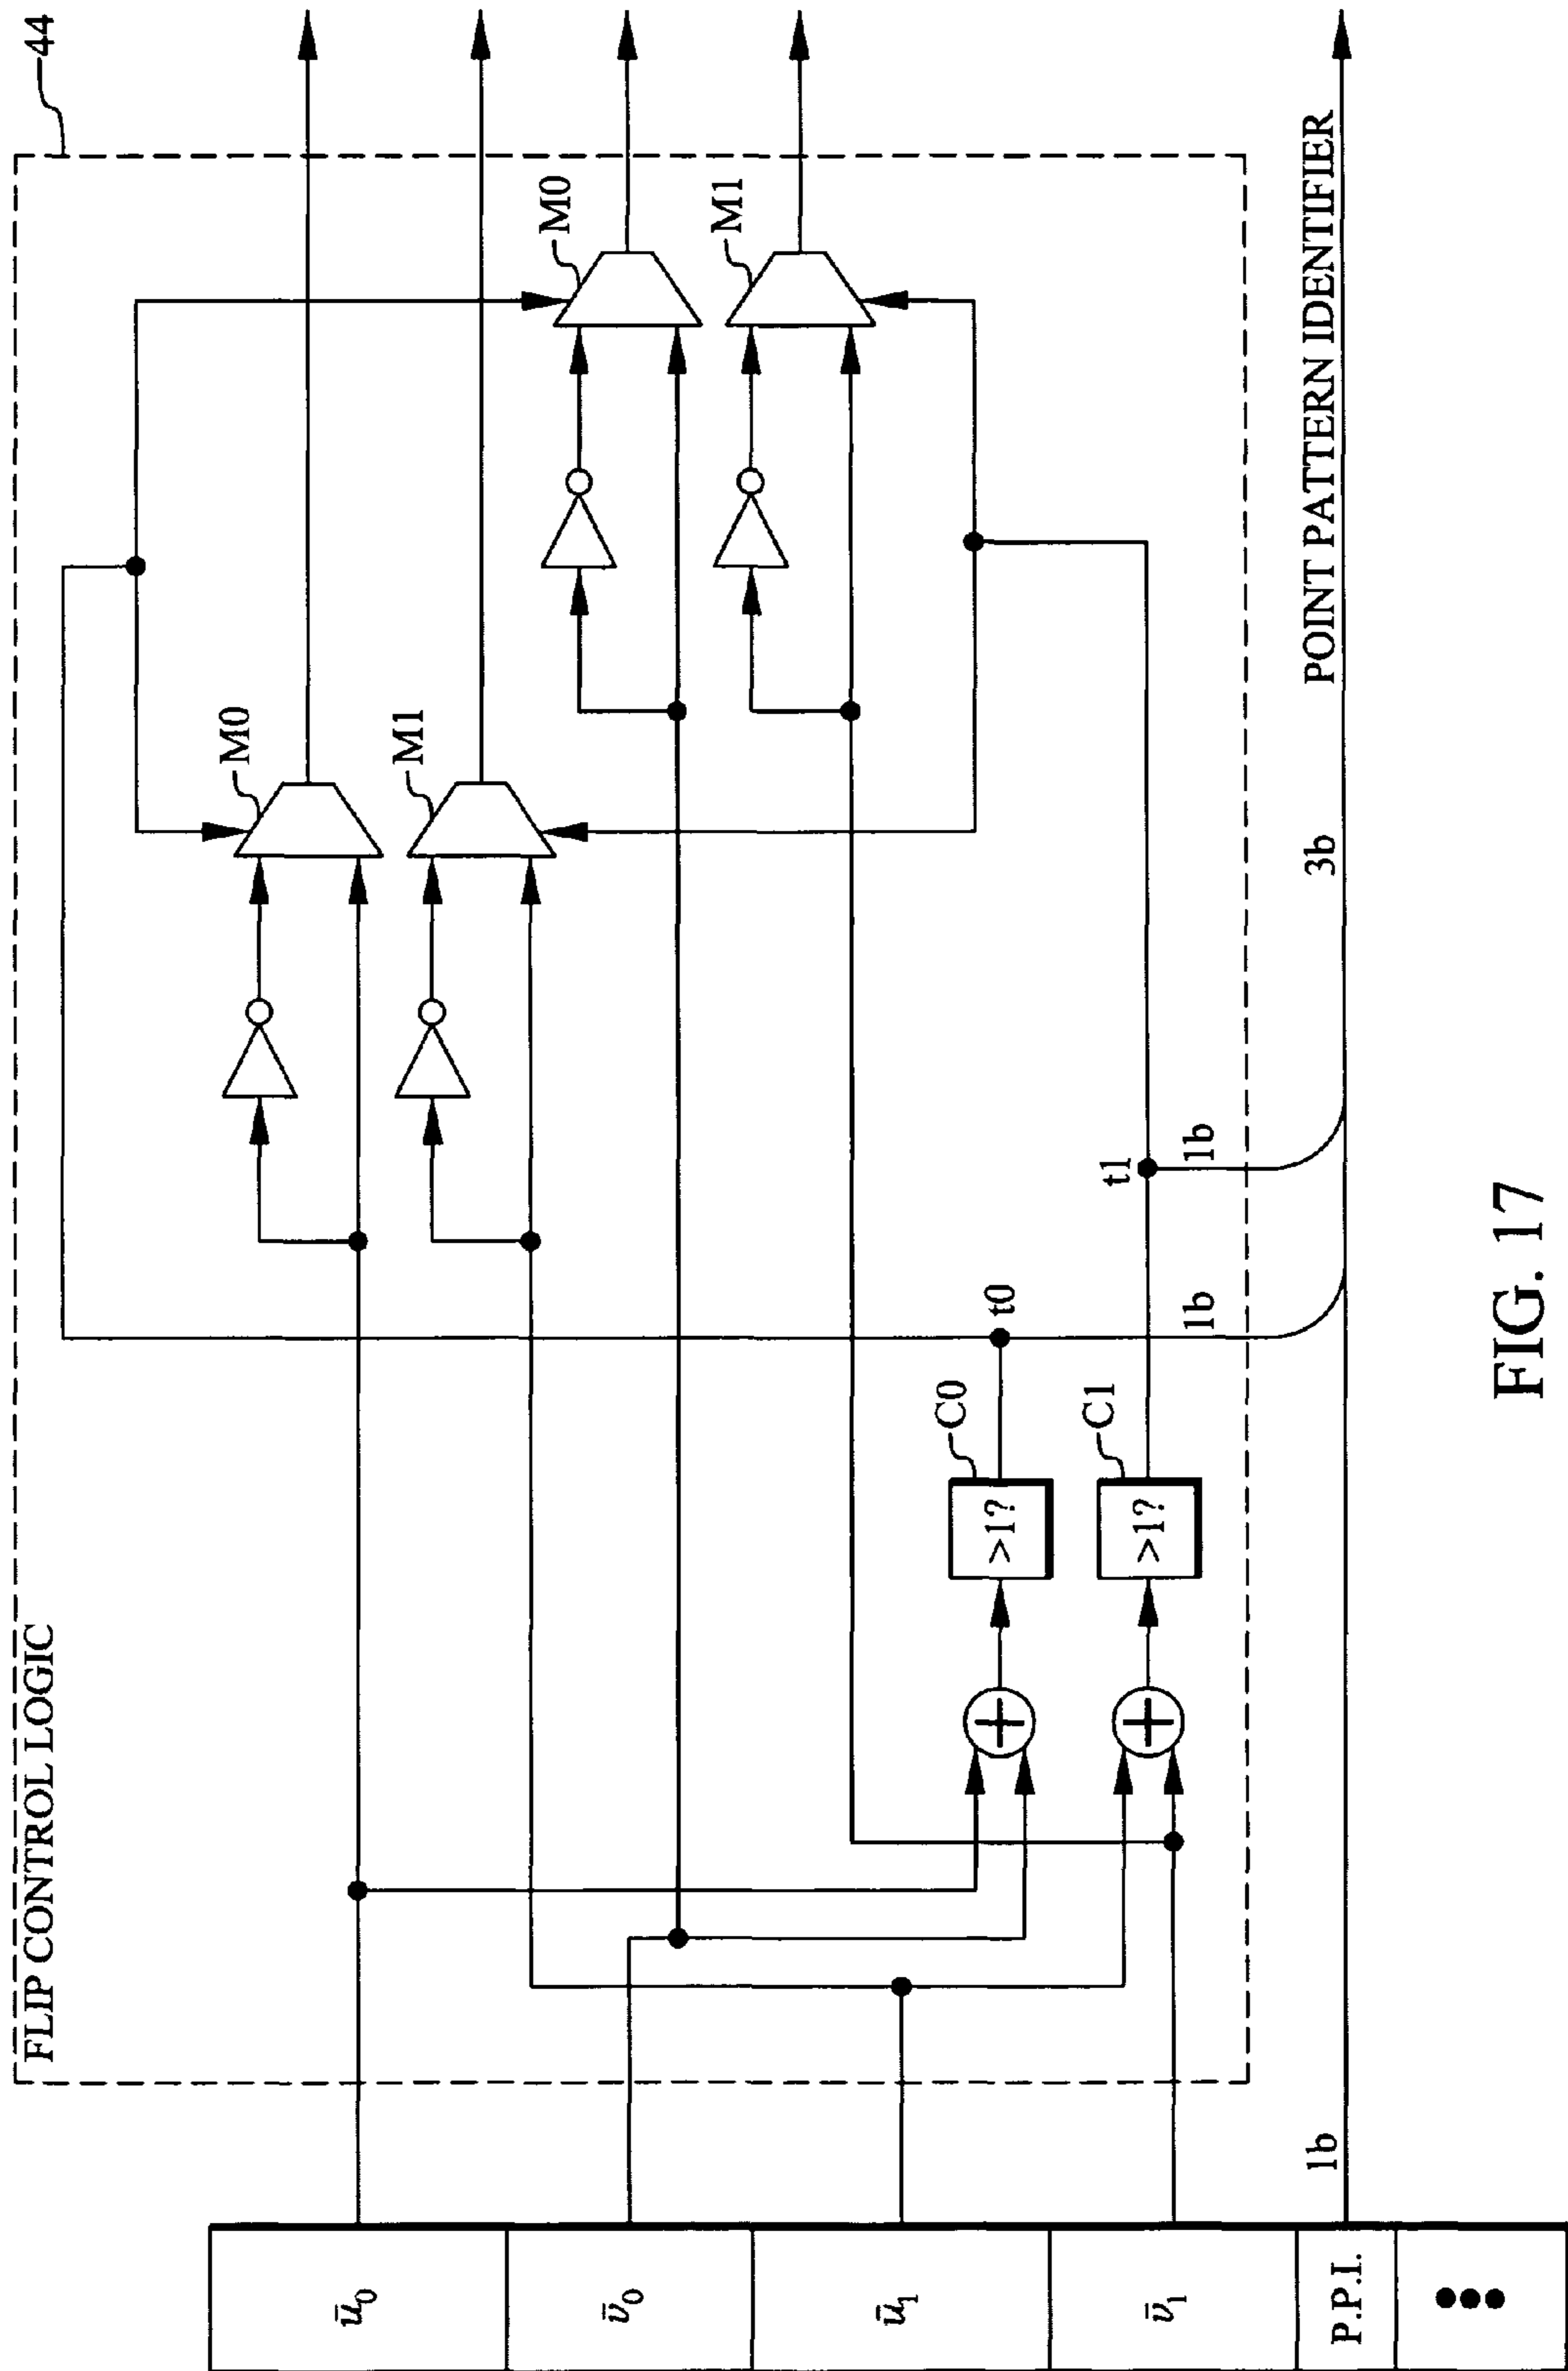 FLIP CONTROL LOGIC
44
M0
M1
M0
M1
C0
>1?
t0
C1
>1?
t1
1b
1b
1b
3b
POINT PATTERN IDENTIFIER
ū₀
v̄₀
ū₁
v̄₁
P.P.I.
FIG. 17